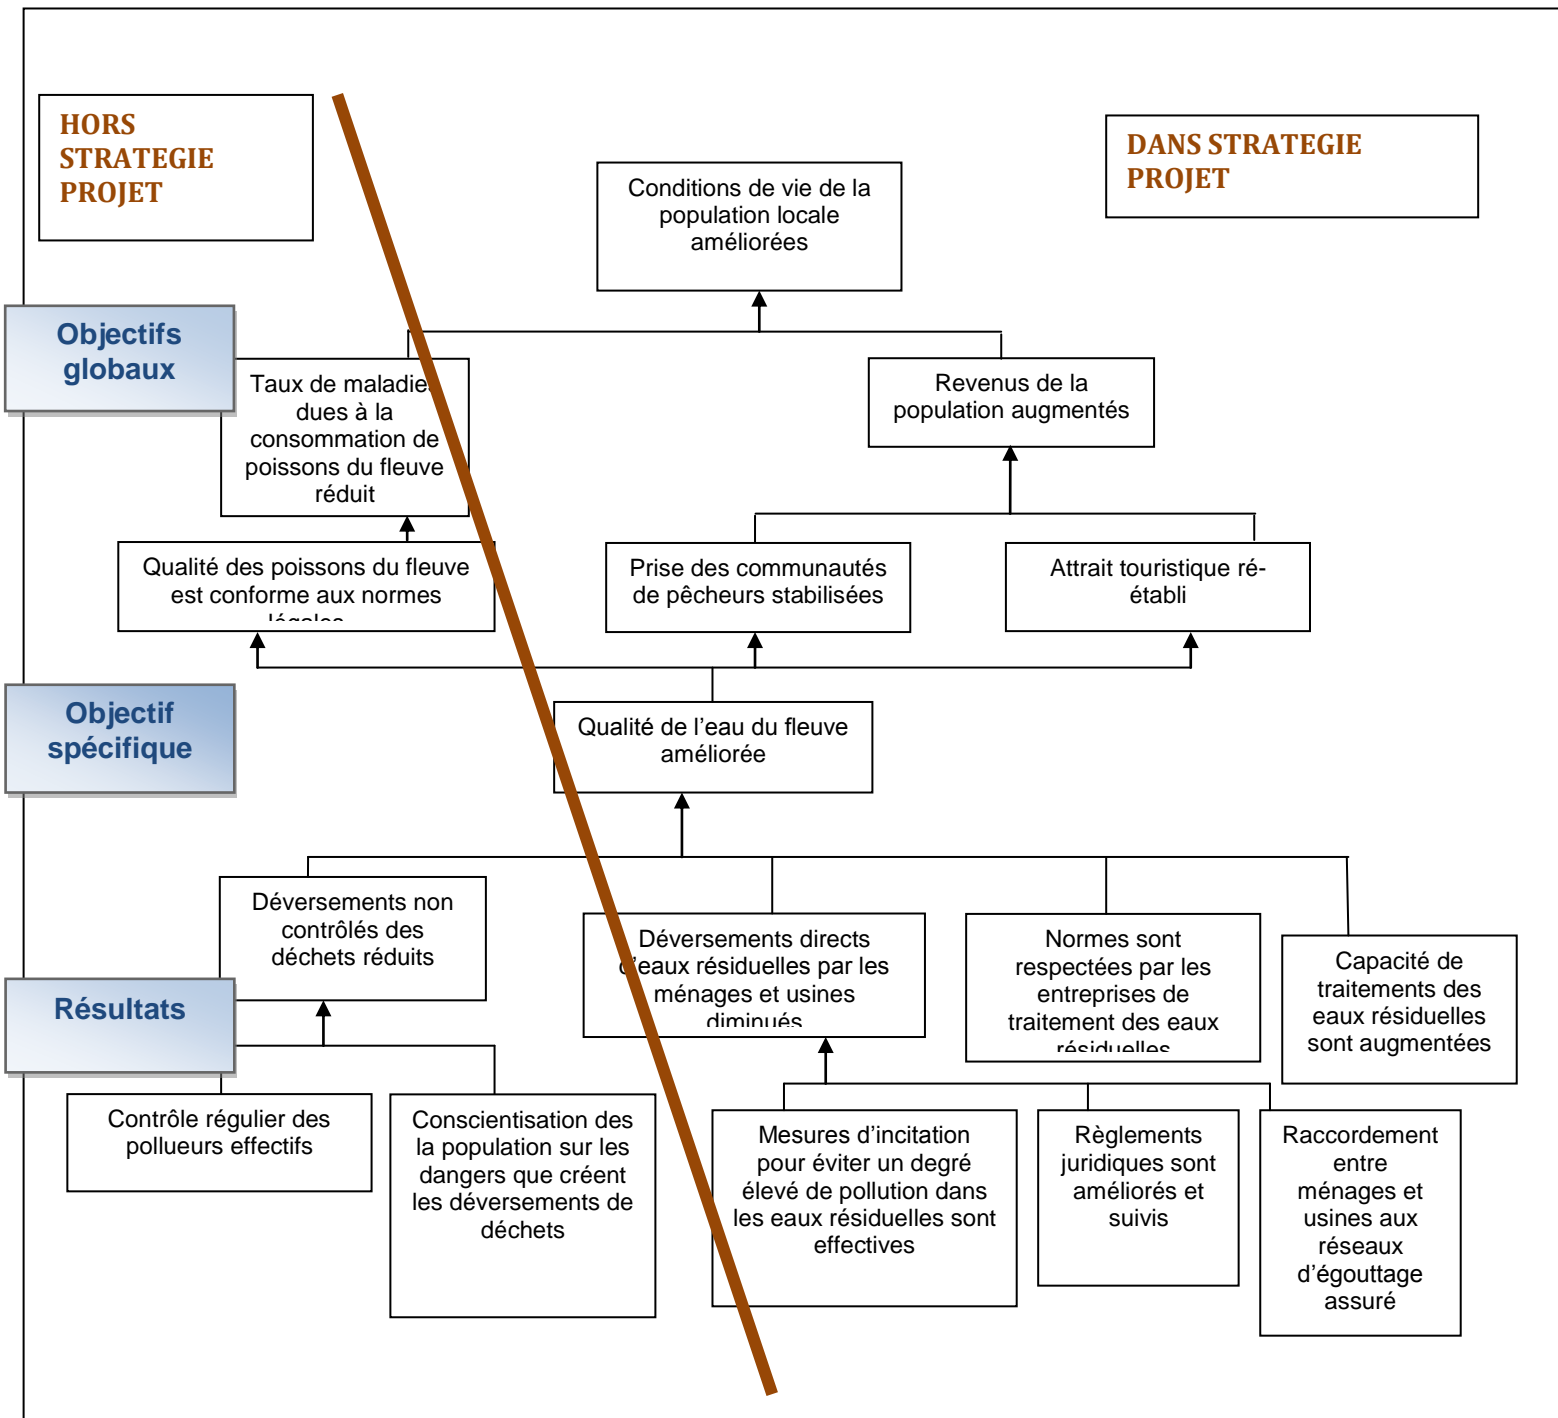 HORS
STRATEGIE
PROJET
DANS STRATEGIE
PROJET
Conditions de vie de la
population locale
améliorées
Objectifs
globaux
Taux de maladies
dues à la
consommation de
poissons du fleuve
réduit
Revenus de la
population augmentés
Qualité des poissons du fleuve
est conforme aux normes
légales
Prise des communautés
de pêcheurs stabilisées
Attrait touristique ré-
établi
Objectif
spécifique
Qualité de l’eau du fleuve
améliorée
Déversements non
contrôlés des
déchets réduits
Déversements directs
d’eaux résiduelles par les
ménages et usines
diminués
Normes sont
respectées par les
entreprises de
traitement des eaux
résiduelles
Capacité de
traitements des
eaux résiduelles
sont augmentées
Résultats
Contrôle régulier des
pollueurs effectifs
Conscientisation des
la population sur les
dangers que créent
les déversements de
déchets
Mesures d’incitation
pour éviter un degré
élevé de pollution dans
les eaux résiduelles sont
effectives
Règlements
juridiques sont
améliorés et
suivis
Raccordement
entre
ménages et
usines aux
réseaux
d’égouttage
assuré